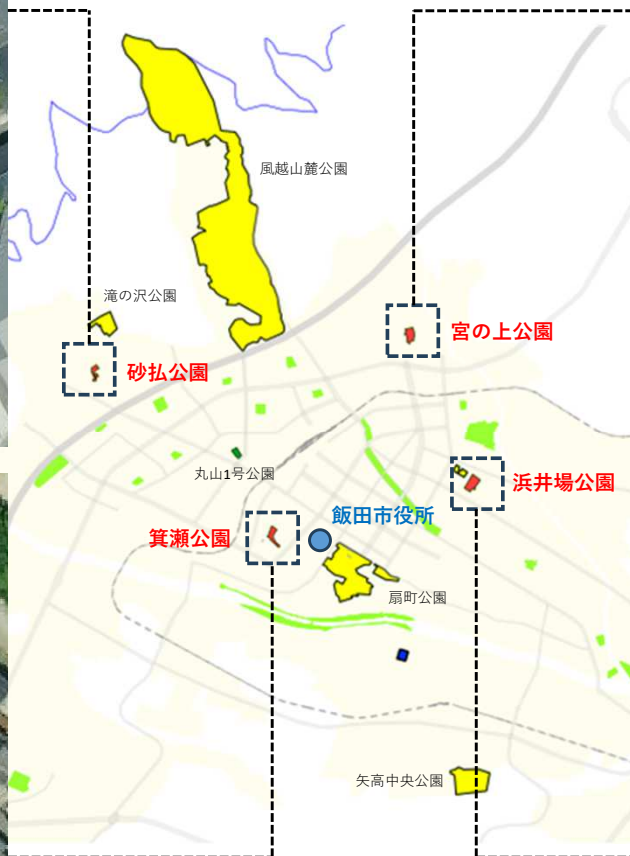 風越山麓公園
滝の沢公園
宮の上公園
砂払公園
丸山1号公園
浜井場公園
飯田市役所
箕瀬公園
扇町公園
矢高中央公園